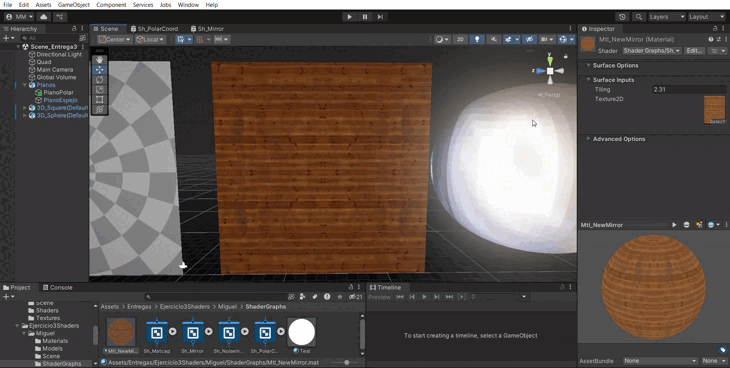 File Edit Assets GameObject Component Services Jobs Window Help
MM Layers Layout
Hierarchy Scene Sh_PolarCoord Sh_Mirror Inspector
All Center Local 2D Mtl_NewMirror (Material)
Shader Shader Graphs/Sh_ Edit...
Scene_Entrega3
Directional Light
Quad
Main Camera
Global Volume
Planos
PlanoPolar
PlanoEspejo
3D_Square(Default
3D_Sphere(Default
Persp
Surface Options
Surface Inputs
Tiling 2.31
Texture2D
Select
Advanced Options
Mtl_NewMirror
Project Console Timeline
Preview 0
Scene
Shaders
Textures
Ejercicio3Shaders
Miguel
Materials
Models
Scene
ShaderGraphs
Assets > Entregas > Ejercicio3Shaders > Miguel > ShaderGraphs
Mtl_NewMi... Sh_Matcap Sh_Mirror Sh_PolarC... Test
Assets/Entregas/Ejercicio3Shaders/Miguel/ShaderGraphs/Mtl_NewMirror.mat
To start creating a timeline, select a GameObject
AssetBundle None None